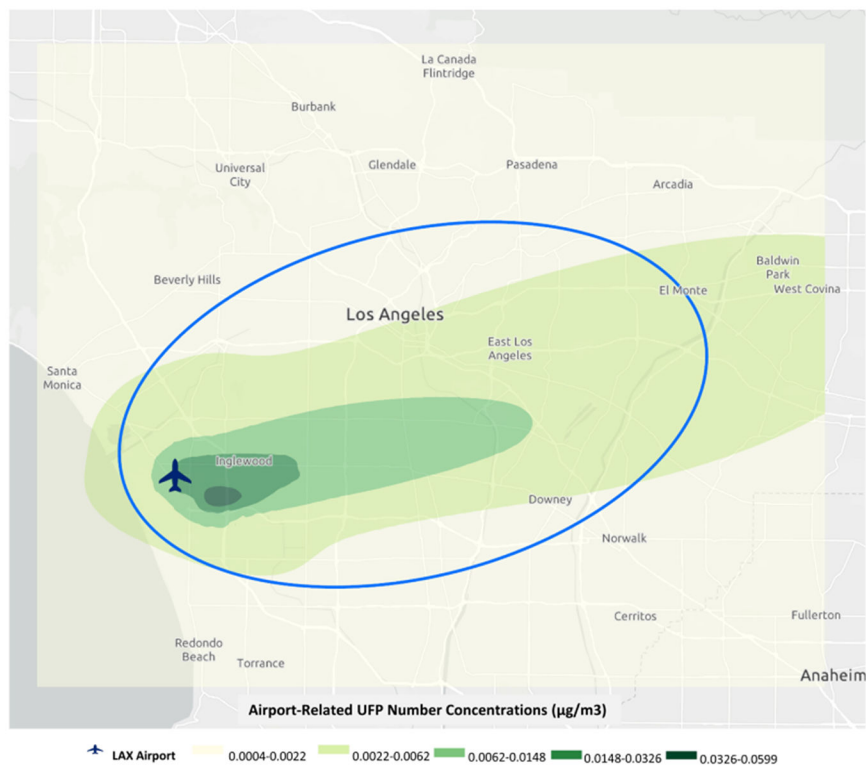 La Canada
Flintridge
Burbank
Universal
City
Glendale
Pasadena
Arcadia
Beverly Hills
Baldwin
Park
El Monte
West Covina
Los Angeles
East Los
Angeles
Santa
Monica
Inglewood
Downey
Norwalk
Cerritos
Fullerton
Redondo
Beach
Torrance
Anaheim
Airport-Related UFP Number Concentrations (µg/m3)
LAX Airport 0.0004-0.0022 0.0022-0.0062 0.0062-0.0148 0.0148-0.0326 0.0326-0.0599